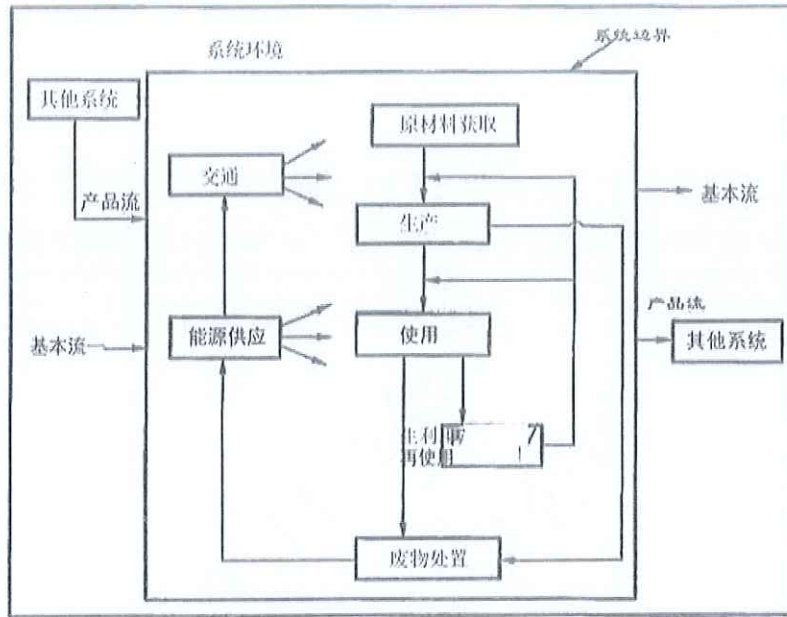 系统环境
系统边界
其他系统
原材料获取
交通
产品流
基本流
生产
产品流
基本流
能源供应
使用
其他系统
再使用
废物处置